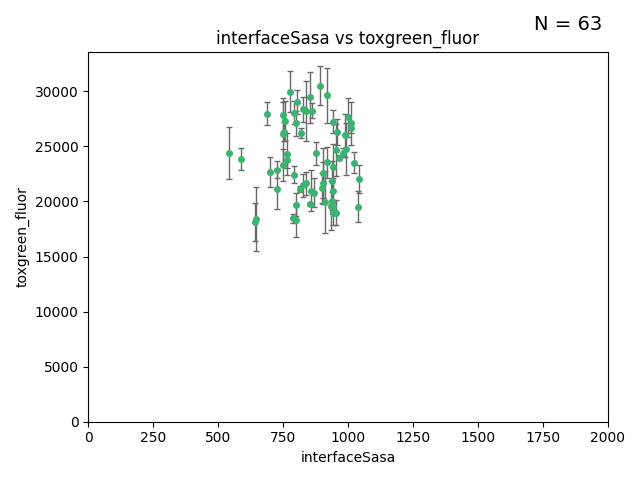 N = 63
interfaceSasa vs toxgreen_fluor
30000
25000
20000
15000
10000
5000
0
toxgreen_fluor
0 250 500 750 1000 1250 1500 1750 2000
interfaceSasa